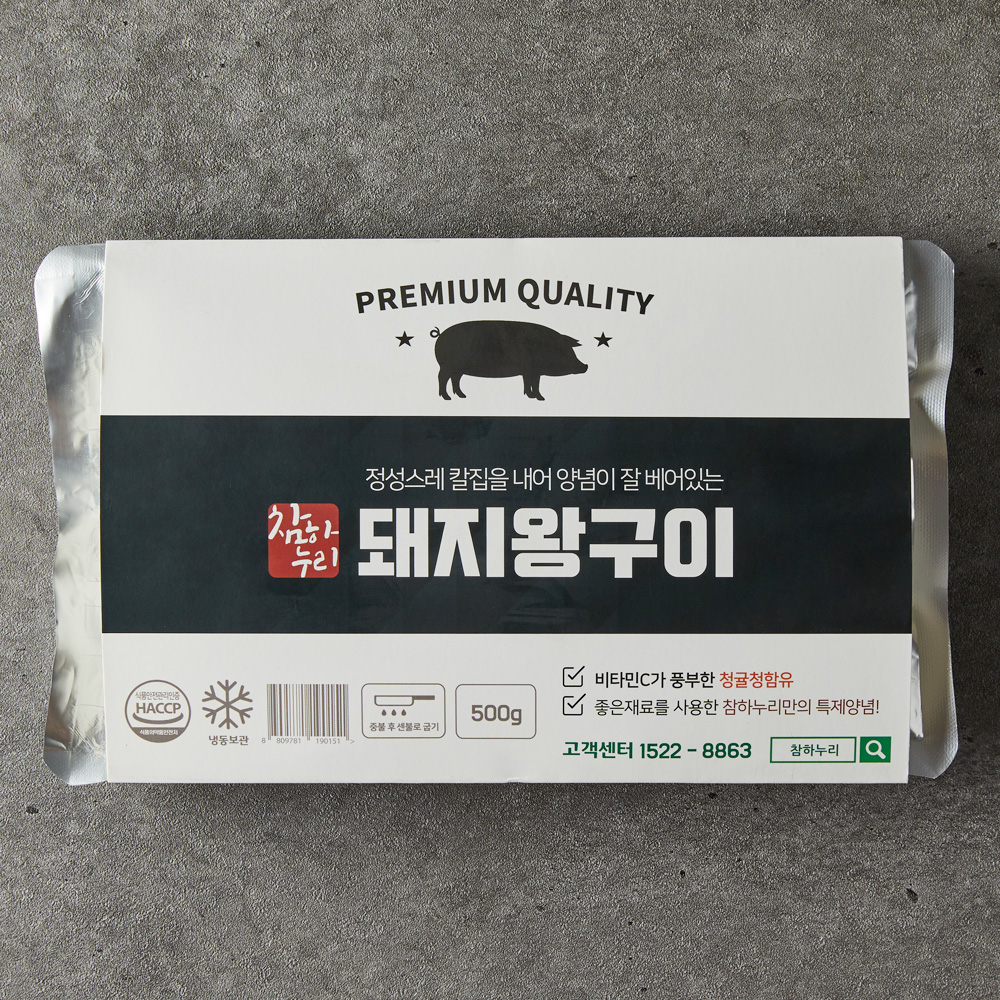 PREMIUM QUALITY
정성스레 칼집을 내어 양념이 잘 베어있는
참하
누리
돼지왕구이
식품안전관리인증
HACCP
식품의약품안전처
냉동보관
8 809781 190151 >
중불 후 센불로 굽기
500g
비타민C가 풍부한 청귤청함유
좋은재료를 사용한 참하누리만의 특제양념!
고객센터 1522 - 8863
참하누리